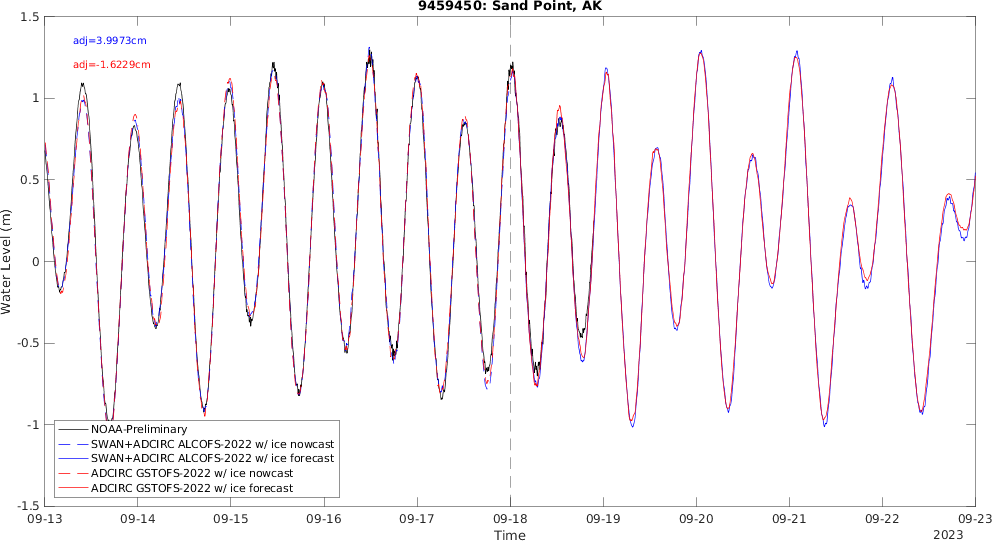 9459450: Sand Point, AK
adj=3.9973cm
adj=-1.6229cm
Water Level (m)
1.5
1
0.5
0
-0.5
-1
-1.5
NOAA-Preliminary
SWAN+ADCIRC ALCOFS-2022 w/ ice nowcast
SWAN+ADCIRC ALCOFS-2022 w/ ice forecast
ADCIRC GSTOFS-2022 w/ ice nowcast
ADCIRC GSTOFS-2022 w/ ice forecast
09-13 09-14 09-15 09-16 09-17 09-18 09-19 09-20 09-21 09-22 09-23
Time
2023